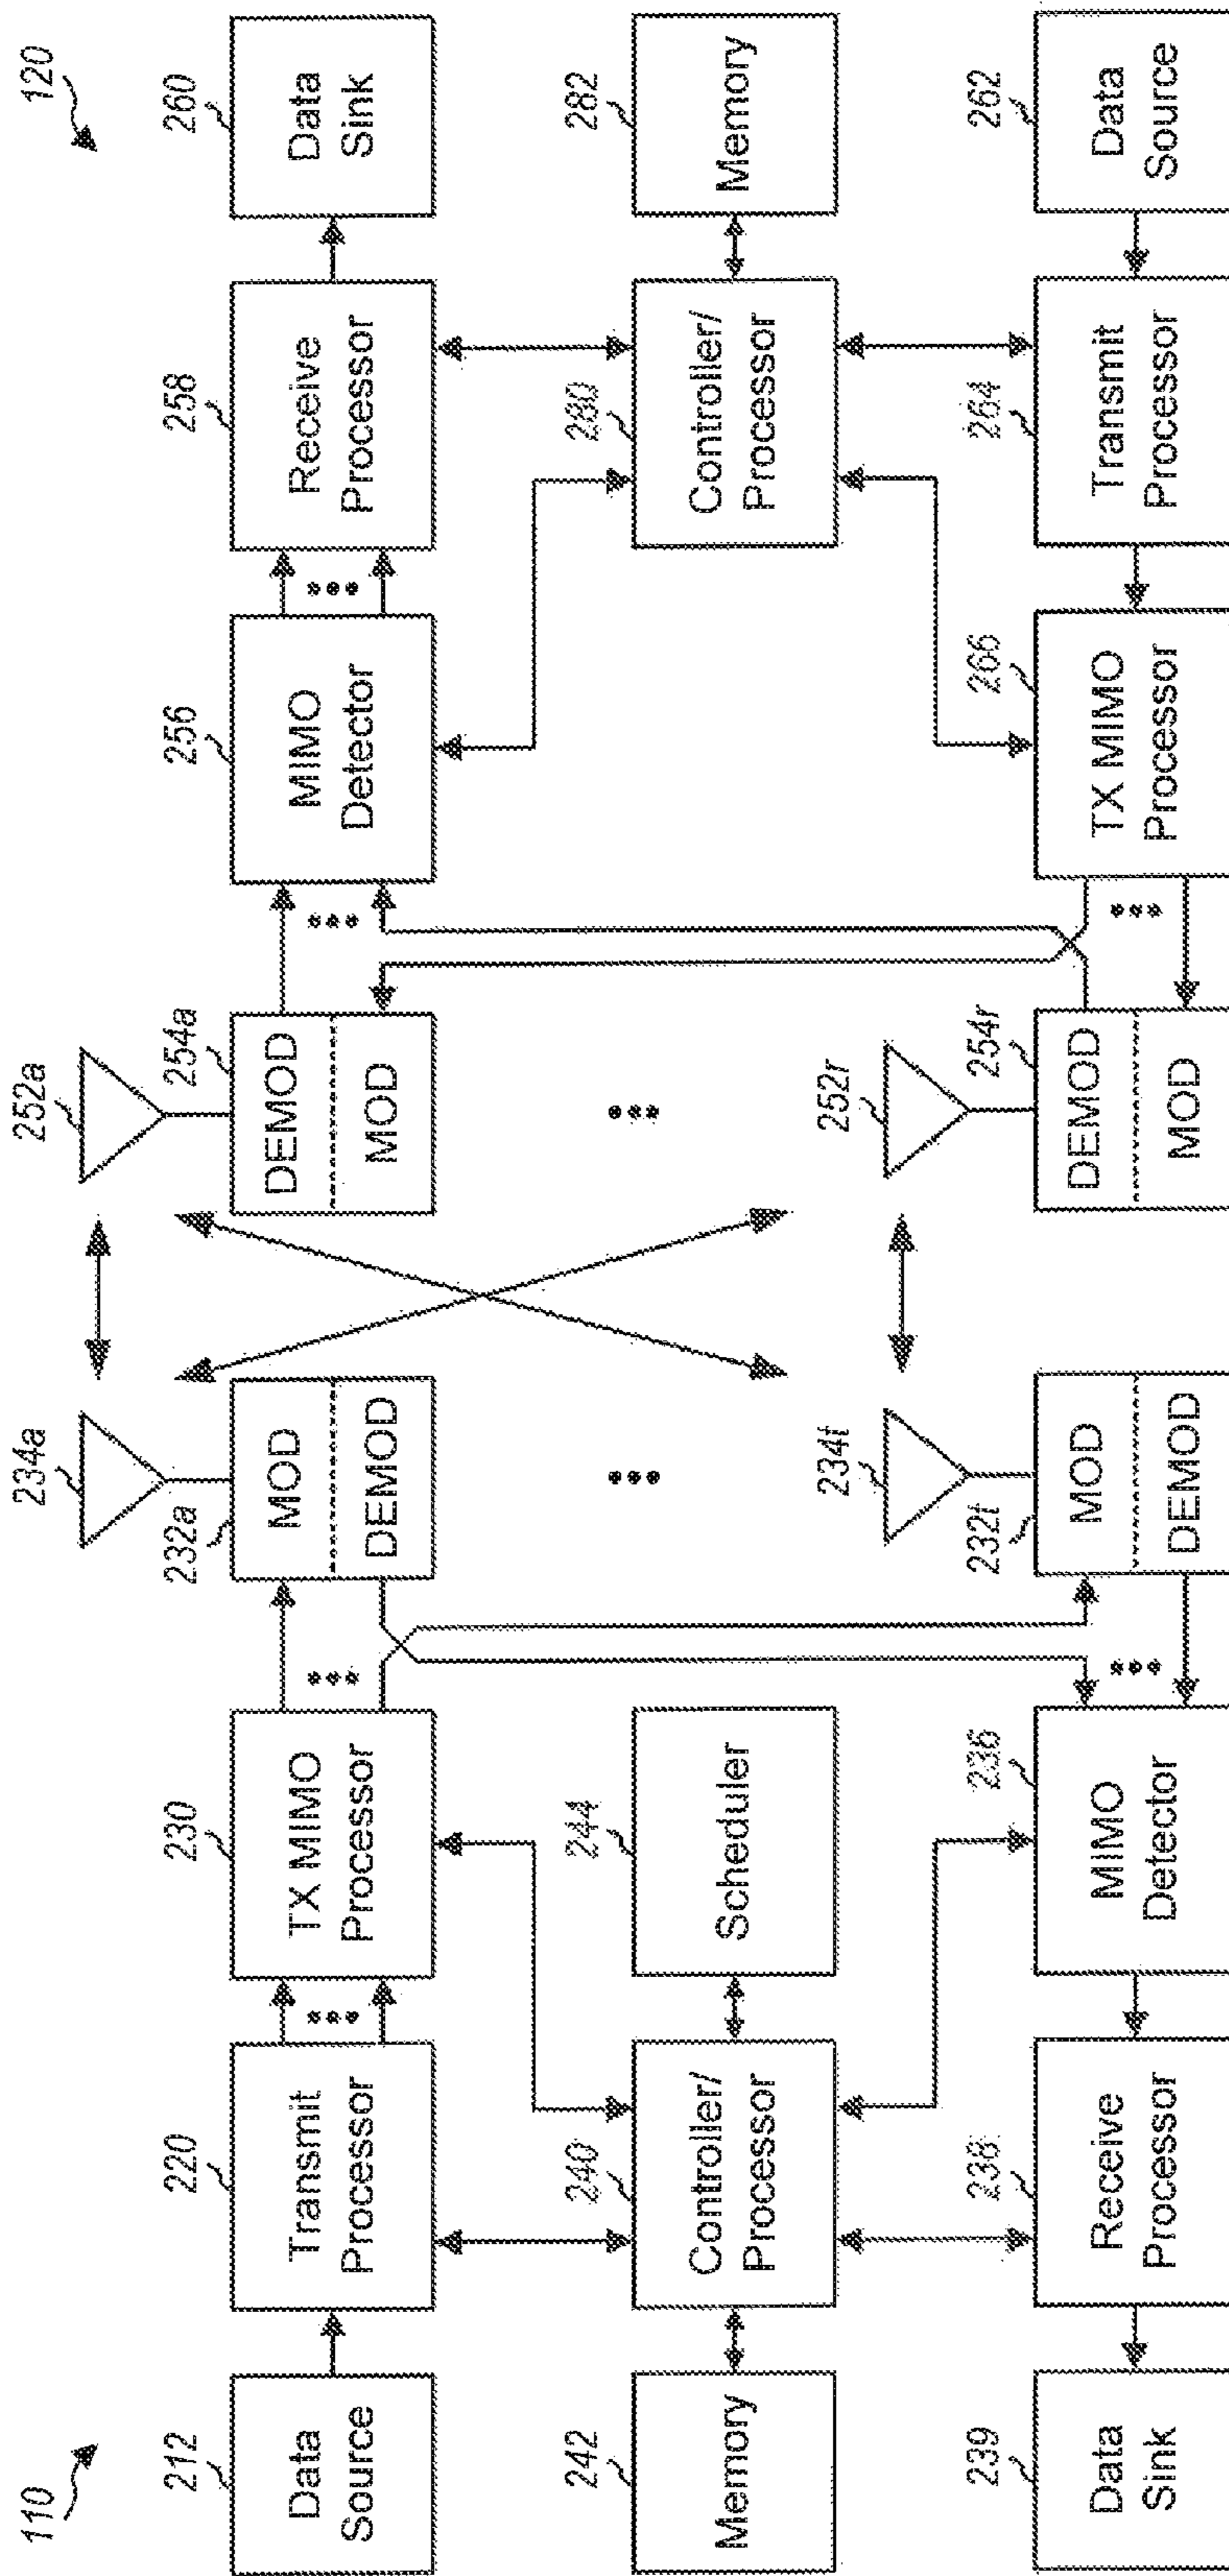 110
120
234a
252a
212
220
230
232a
254a
256
258
260
Data
Source
Transmit
Processor
TX MIMO
Processor
MOD
DEMOD
DEMOD
MOD
MIMO
Detector
Receive
Processor
Data
Sink
242
240
244
280
282
Memory
Controller/
Processor
Scheduler
Controller/
Processor
Memory
234t
252r
239
238
236
232t
254r
266
264
262
Data
Sink
Receive
Processor
MIMO
Detector
MOD
DEMOD
DEMOD
MOD
TX MIMO
Processor
Transmit
Processor
Data
Source